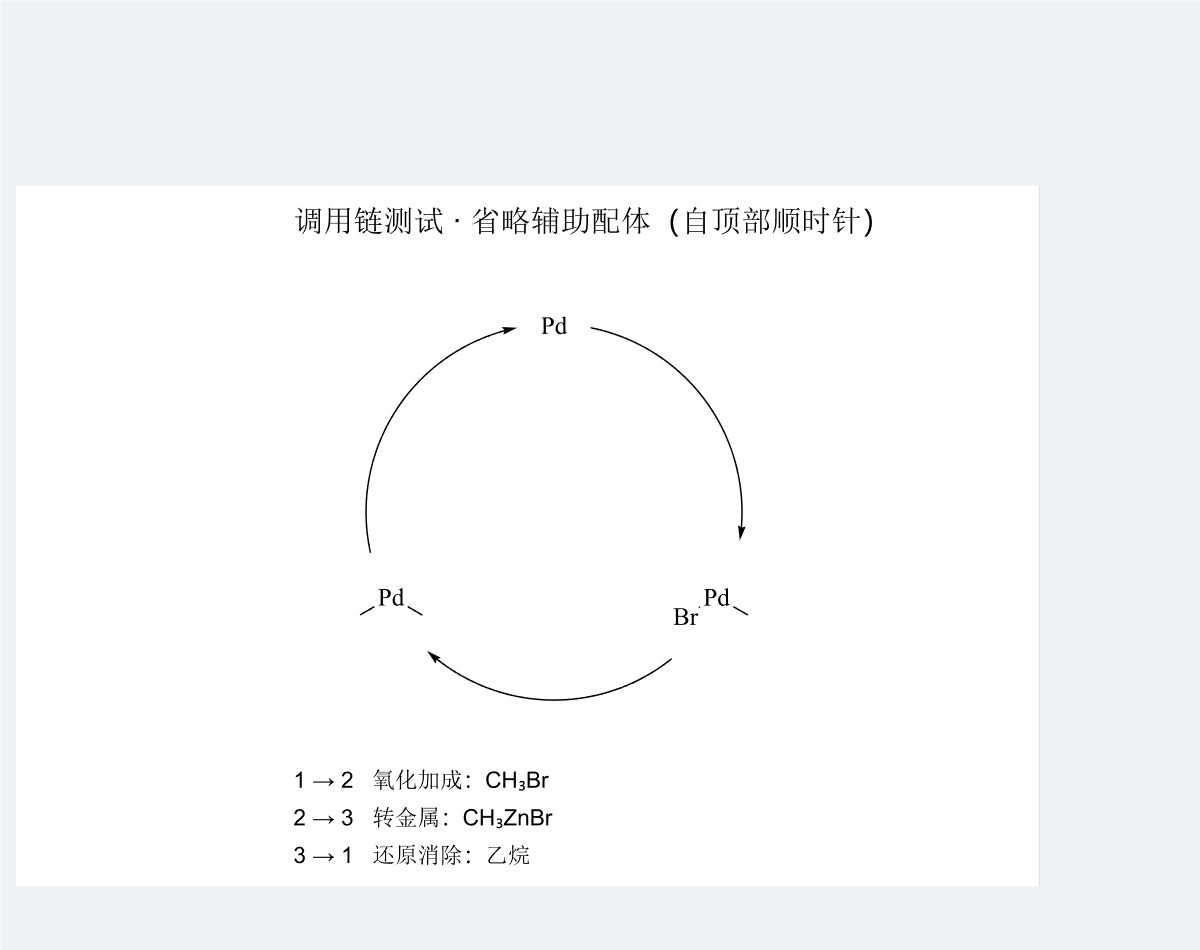 调用链测试 · 省略辅助配体 (自顶部顺时针)
Pd
Pd
Br Pd
1 → 2 氧化加成：CH₃Br
2 → 3 转金属：CH₃ZnBr
3 → 1 还原消除：乙烷